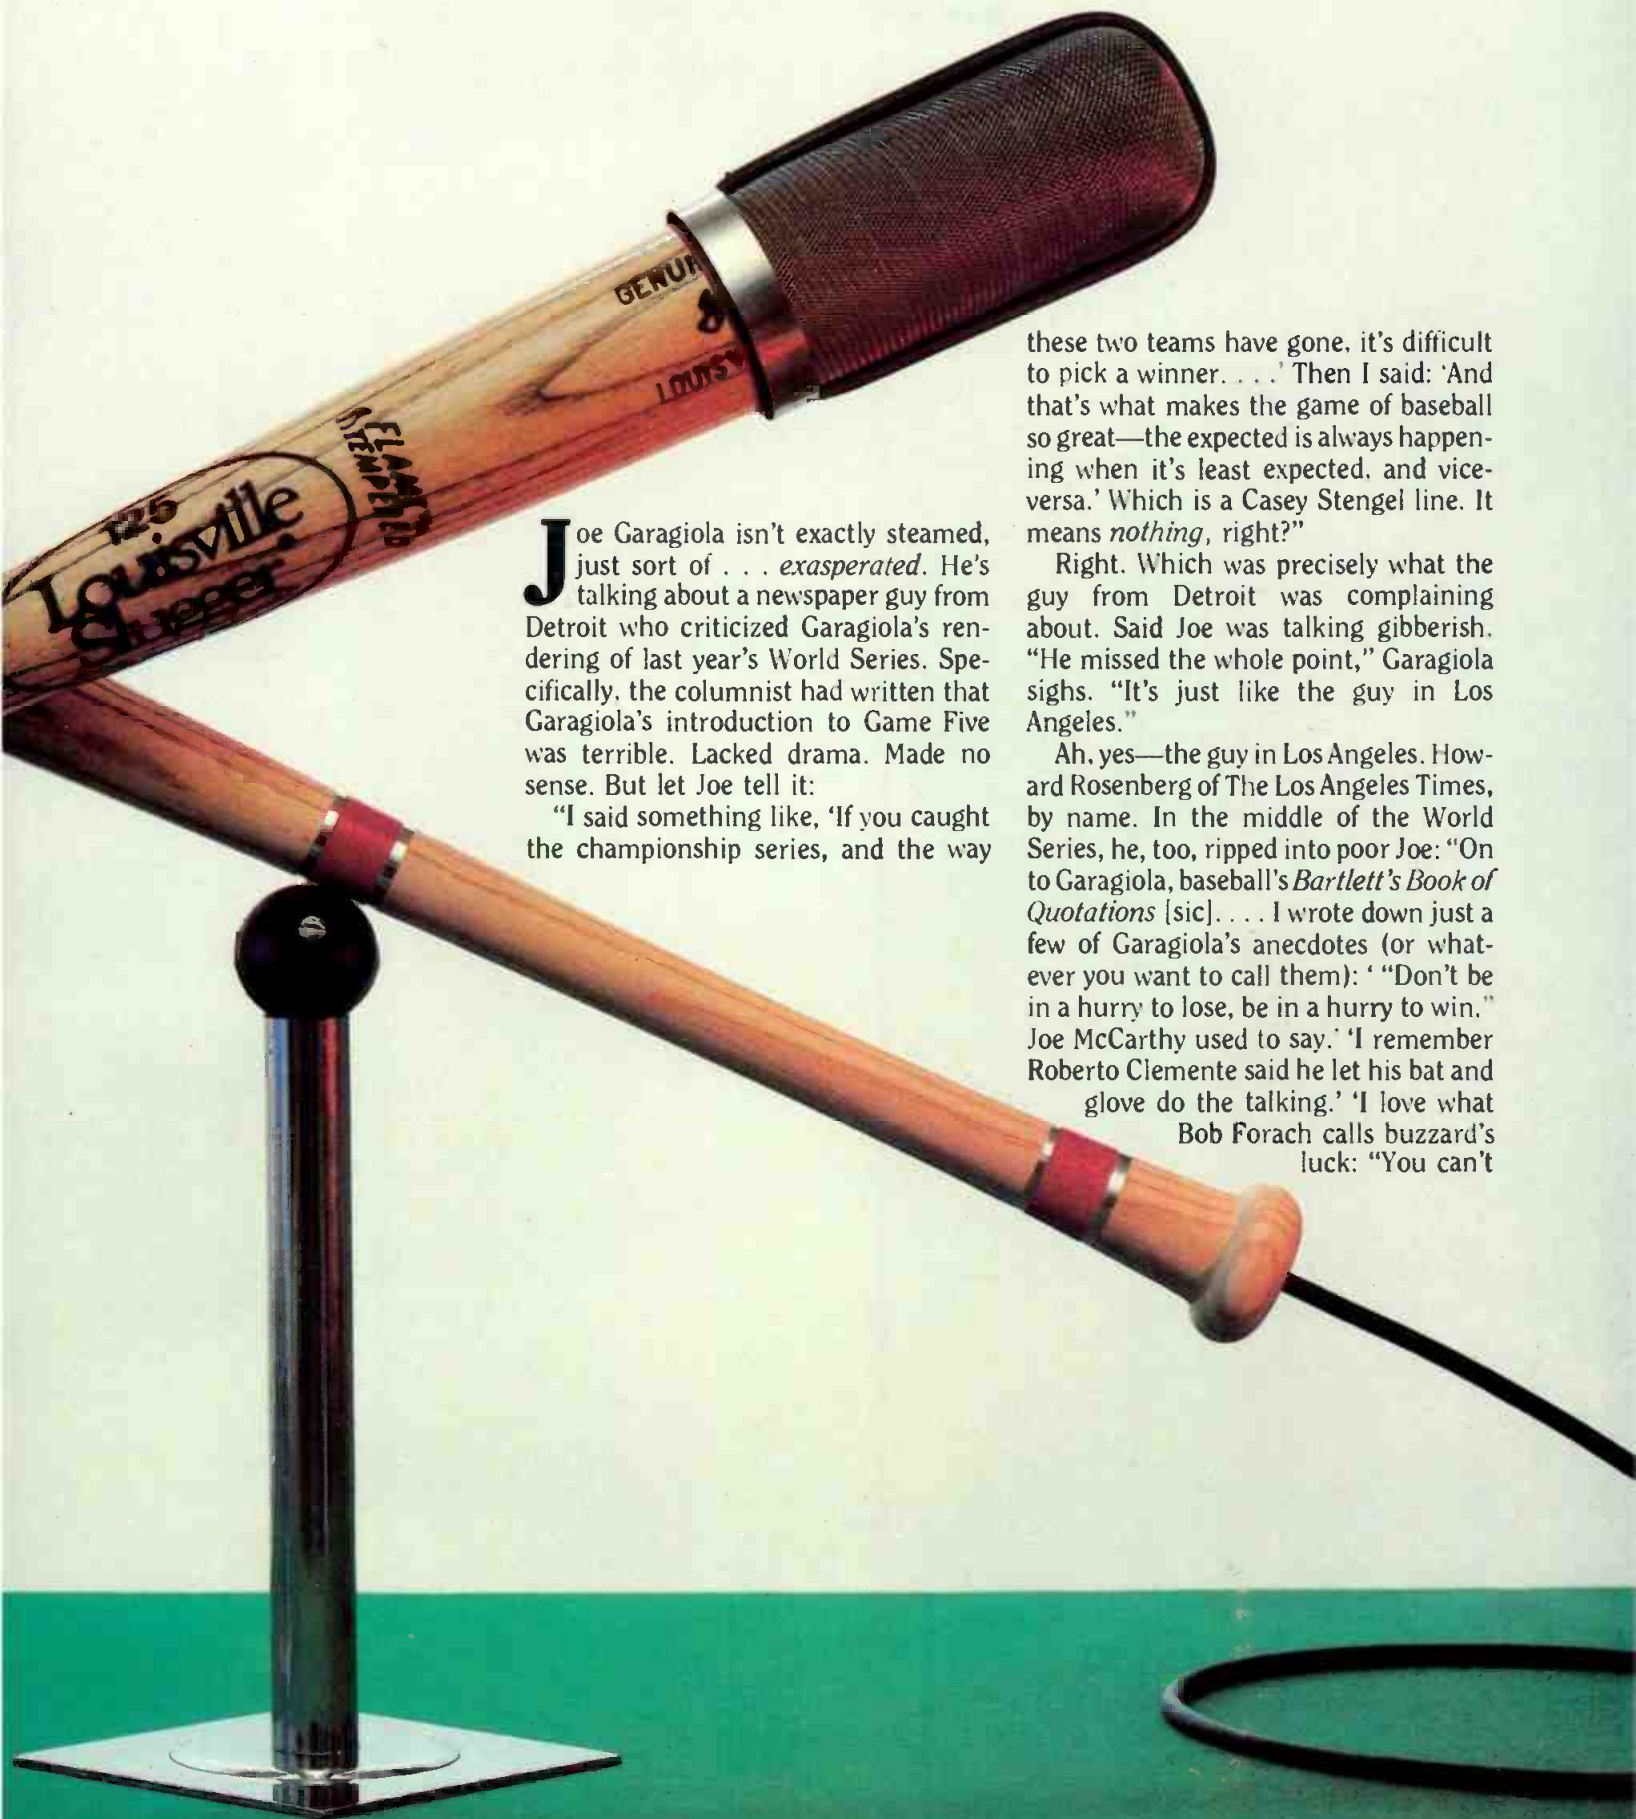 GENUI
LOUISV
FLAME
TEMPERED
125
Louisville
Slugger.
Joe Garagiola isn't exactly steamed,
just sort of . . . exasperated. He's
talking about a newspaper guy from
Detroit who criticized Garagiola's ren-
dering of last year's World Series. Spe-
cifically, the columnist had written that
Garagiola's introduction to Game Five
was terrible. Lacked drama. Made no
sense. But let Joe tell it:
“I said something like, ‘If you caught
the championship series, and the way
these two teams have gone, it's difficult
to pick a winner. . . .’ Then I said: ‘And
that's what makes the game of baseball
so great—the expected is always happen-
ing when it's least expected, and vice-
versa.’ Which is a Casey Stengel line. It
means nothing, right?”
Right. Which was precisely what the
guy from Detroit was complaining
about. Said Joe was talking gibberish.
“He missed the whole point,” Garagiola
sighs. “It's just like the guy in Los
Angeles.”
Ah, yes—the guy in Los Angeles. How-
ard Rosenberg of The Los Angeles Times,
by name. In the middle of the World
Series, he, too, ripped into poor Joe: “On
to Garagiola, baseball's Bartlett's Book of
Quotations [sic]. . . . I wrote down just a
few of Garagiola's anecdotes (or what-
ever you want to call them): ‘ “Don't be
in a hurry to lose, be in a hurry to win,”
Joe McCarthy used to say.’ ‘I remember
Roberto Clemente said he let his bat and
glove do the talking.’ ‘I love what
Bob Forach calls buzzard's
luck: “You can't